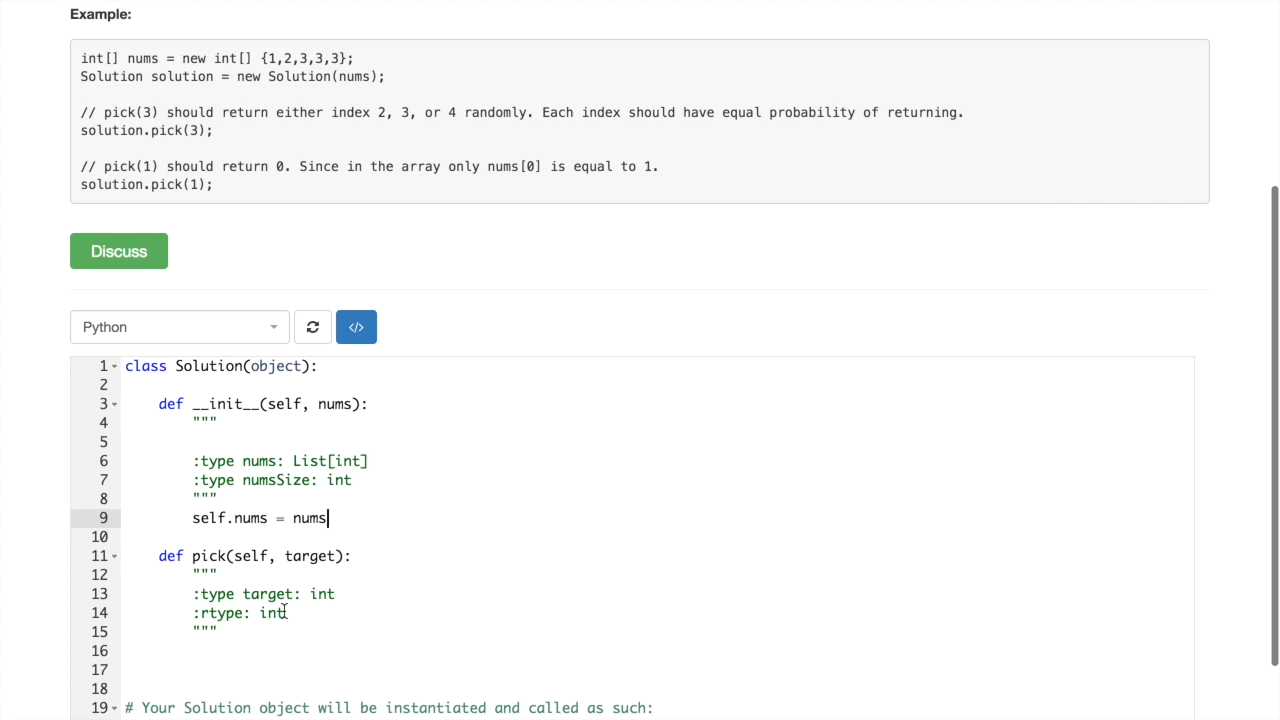 Example:
int[] nums = new int[] {1,2,3,3,3};
Solution solution = new Solution(nums);
// pick(3) should return either index 2, 3, or 4 randomly. Each index should have equal probability of returning.
solution.pick(3);
// pick(1) should return 0. Since in the array only nums[0] is equal to 1.
solution.pick(1);
Discuss
Python
</>
1 class Solution(object):
2
3     def __init__(self, nums):
4         """
5
6         :type nums: List[int]
7         :type numsSize: int
8         """
9         self.nums = nums
10
11     def pick(self, target):
12         """
13         :type target: int
14         :rtype: int
15         """
16
17
18
19 # Your Solution object will be instantiated and called as such: